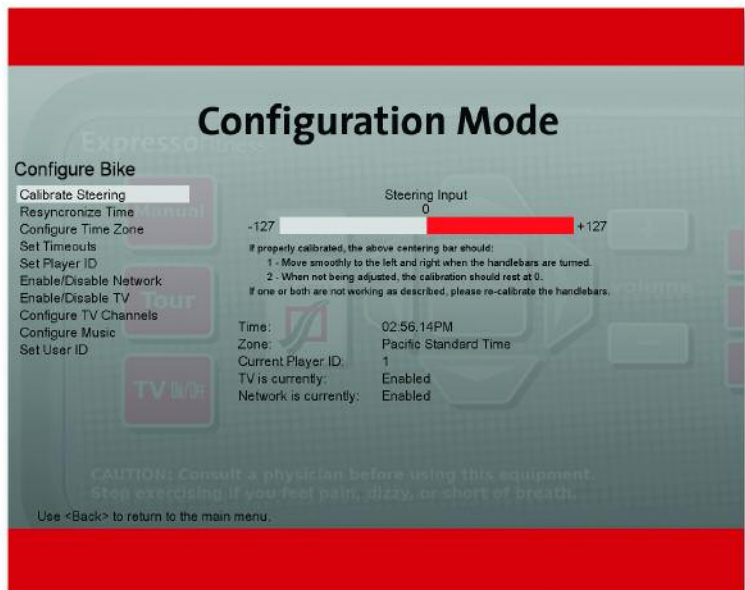 Configuration Mode
Expresso Fitness
Configure Bike
Calibrate Steering
Resyncronize Time
Configure Time Zone
Set Timeouts
Set Player ID
Enable/Disable Network
Enable/Disable TV
Configure TV Channels
Configure Music
Set User ID
Steering Input
0
-127
+127
If properly calibrated, the above centering bar should:
1 - Move smoothly to the left and right when the handlebars are turned.
2 - When not being adjusted, the calibration should rest at 0.
If one or both are not working as described, please re-calibrate the handlebars.
Time: 02:56.14PM
Zone: Pacific Standard Time
Current Player ID: 1
TV is currently: Enabled
Network is currently: Enabled
Manual
Tour
TV
volume
CAUTION: Consult a physician before using this equipment.
Stop exercising if you feel pain, dizzy, or short of breath.
Use <Back> to return to the main menu.